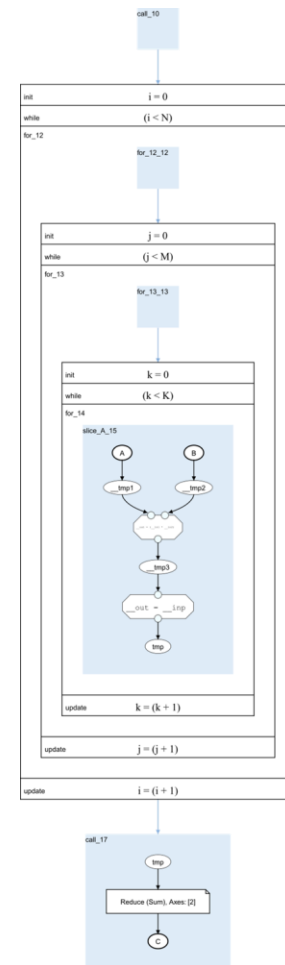 call_10
init i = 0
while (i < N)
for_12
for_12_12
init j = 0
while (j < M)
for_13
for_13_13
init k = 0
while (k < K)
for_14
slice_A_15
A B
__tmp1 __tmp2
__tmp3
__out = __inp
tmp
update k = (k + 1)
update j = (j + 1)
update i = (i + 1)
call_17
tmp
Reduce (Sum), Axes: [2]
C